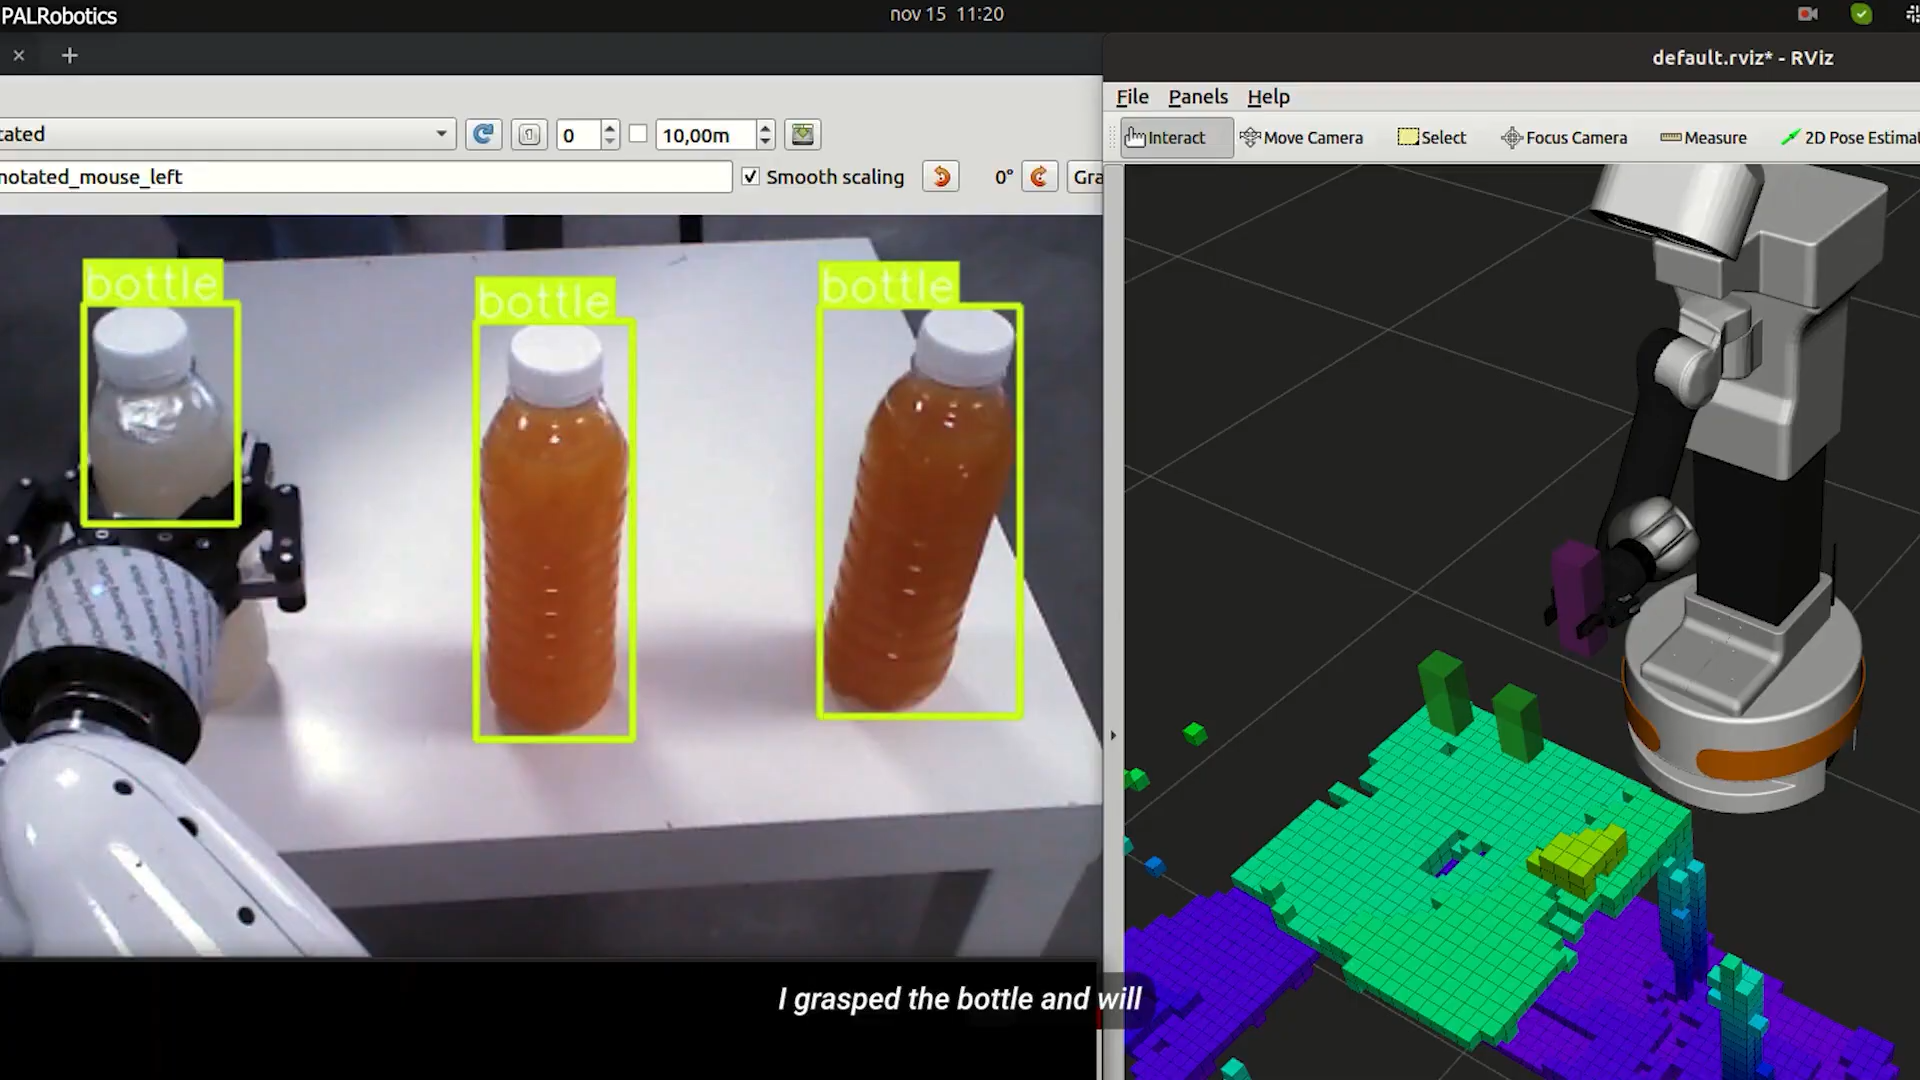 PALRobotics
nov 15 11:20
default.rviz* - RViz
File Panels Help
Interact Move Camera Select Focus Camera Measure 2D Pose Estimat
cated
0
10,00m
notated_mouse_left
Smooth scaling
0°
Gra
bottle
bottle
bottle
I grasped the bottle and will